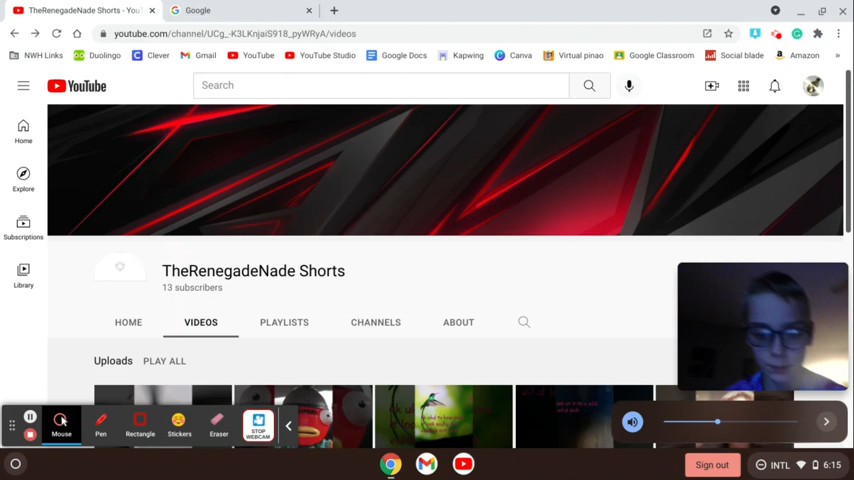 TheRenegadeNade Shorts - You
Google
youtube.com/channel/UCg_-K3LKnjaiS918_pyWRyA/videos
NWH Links
Duolingo
Clever
Gmail
YouTube
YouTube Studio
Google Docs
Kapwing
Canva
Virtual pinao
Google Classroom
Social blade
Amazon
YouTube
Search
Home
Explore
Subscriptions
Library
TheRenegadeNade Shorts
13 subscribers
HOME
VIDEOS
PLAYLISTS
CHANNELS
ABOUT
Uploads PLAY ALL
Mouse
Pen
Rectangle
Stickers
Eraser
STOP
WEBCAM
Sign out
INTL
6:15